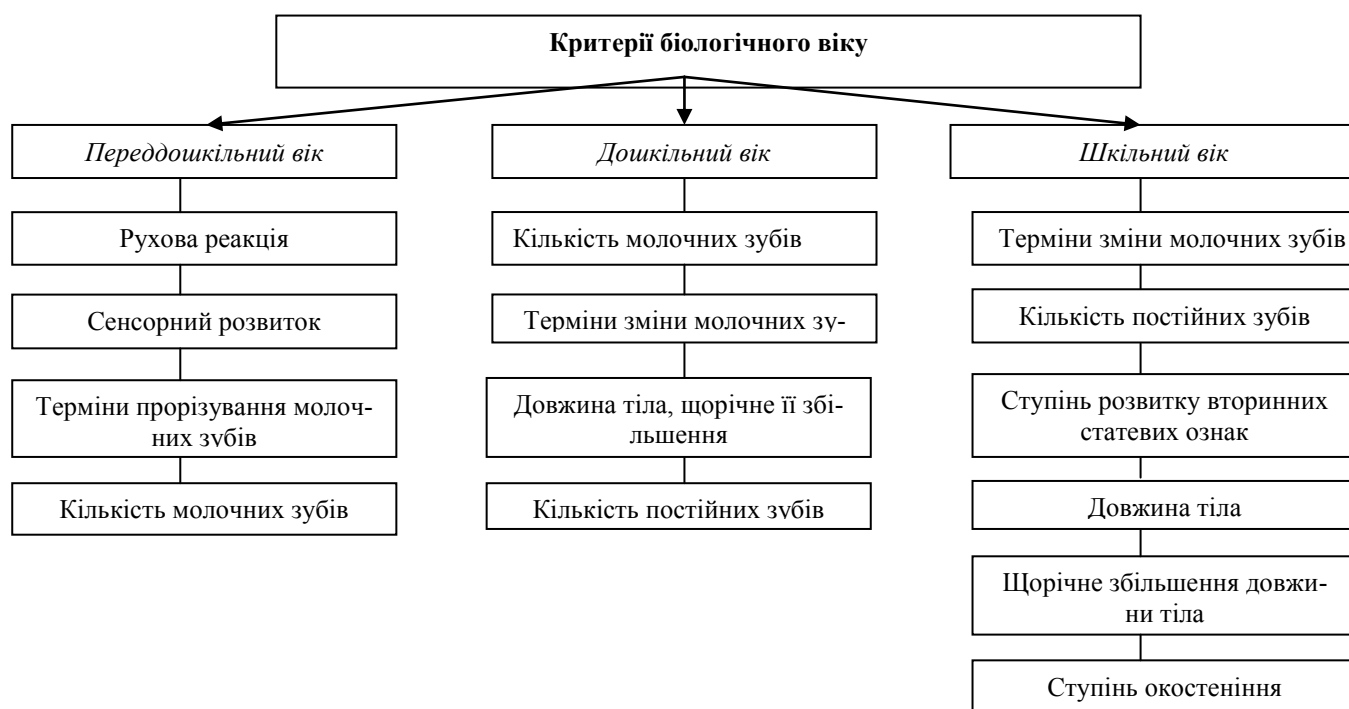 Критерії біологічного віку
Переддошкільний вік
Рухова реакція
Сенсорний розвиток
Терміни прорізування молоч-
них зубів
Кількість молочних зубів
Дошкільний вік
Кількість молочних зубів
Терміни зміни молочних зу-
Довжина тіла, щорічне її збі-
льшення
Кількість постійних зубів
Шкільний вік
Терміни зміни молочних зубів
Кількість постійних зубів
Ступінь розвитку вторинних
статевих ознак
Довжина тіла
Щорічне збільшення довжи-
ни тіла
Ступінь окостеніння